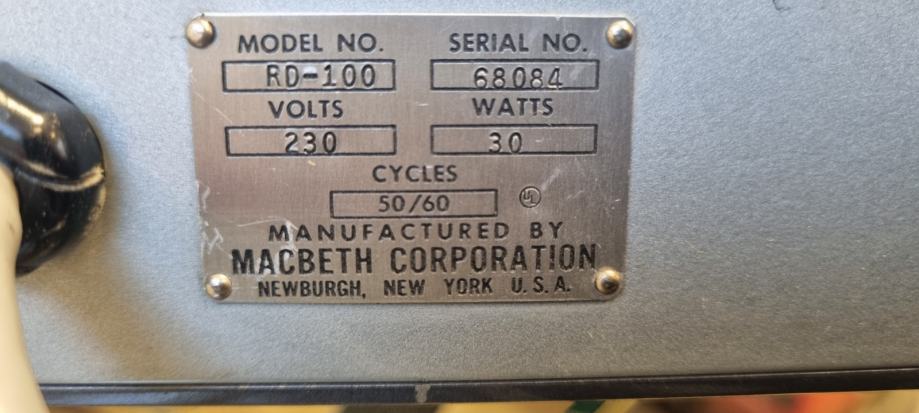 MODEL NO. SERIAL NO.
RD-100 68084
VOLTS WATTS
230 30
CYCLES
50/60 UL
MANUFACTURED BY
MACBETH CORPORATION
NEWBURGH, NEW YORK U.S.A.